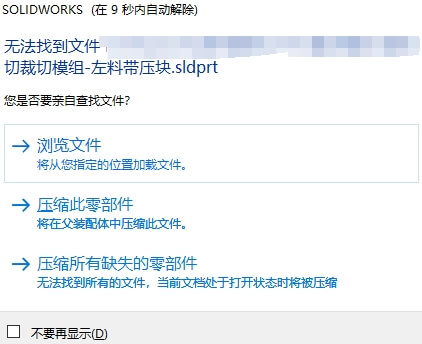 SOLIDWORKS (在 9 秒内自动解除)
无法找到文件
切裁切模组-左料带压块.sldprt
您是否要亲自查找文件?
浏览文件
将从您指定的位置加载文件。
压缩此零部件
将在父装配体中压缩此文件。
压缩所有缺失的零部件
无法找到所有的文件，当前文档处于打开状态时将被压缩
不要再显示(D)